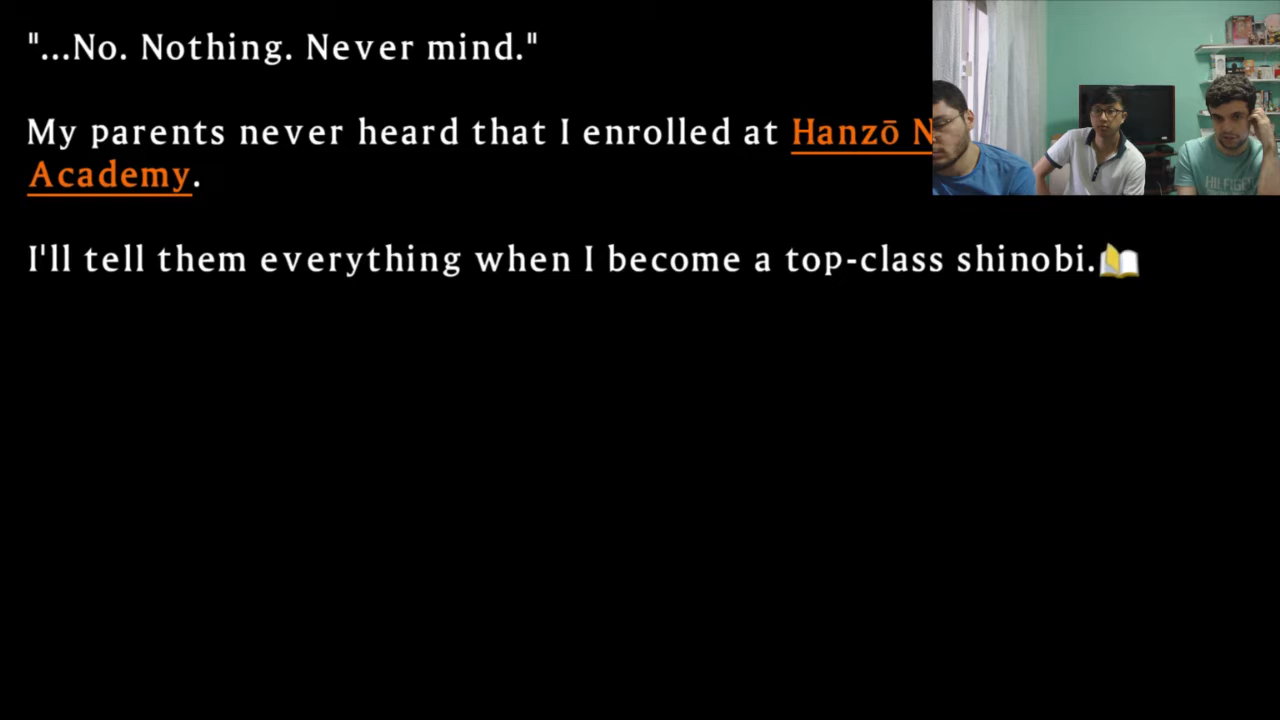 "...No. Nothing. Never mind."
My parents never heard that I enrolled at Hanzō
Academy.
I'll tell them everything when I become a top-class shinobi.
HILFIGER